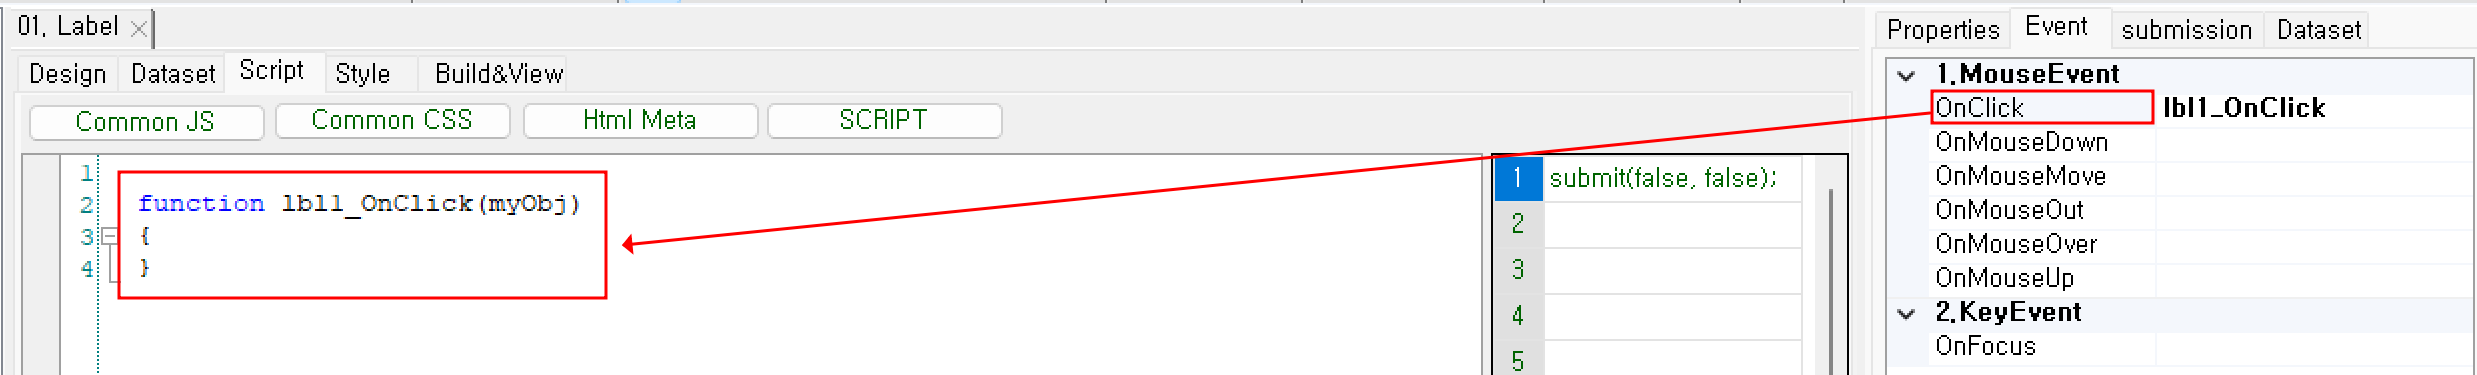 01. Label
Design Dataset Script Style Build&View
Common JS Common CSS Html Meta SCRIPT
1
2 function lbl1_OnClick(myObj)
3 {
4 }
1 submit(false, false);
2
3
4
5
Properties Event submission Dataset
1.MouseEvent
OnClick lbl1_OnClick
OnMouseDown
OnMouseMove
OnMouseOut
OnMouseOver
OnMouseUp
2.KeyEvent
OnFocus